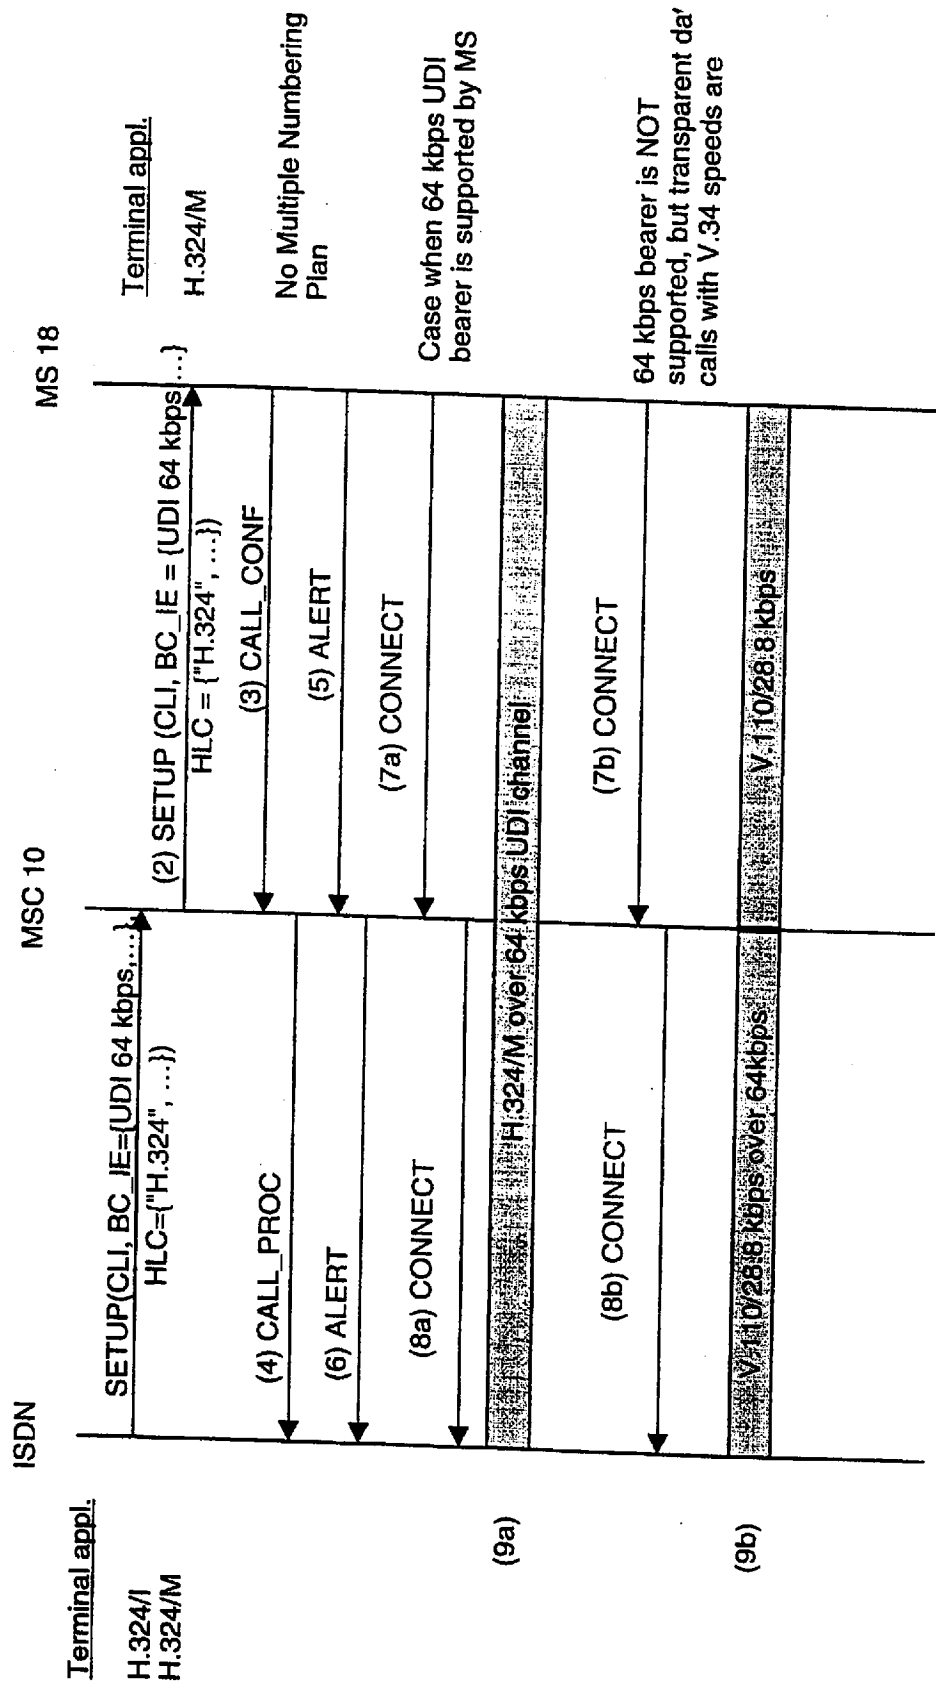 ISDN
MSC 10
MS 18
Terminal appl.
H.324/I
H.324/M
Terminal appl.
H.324/M
SETUP(CLI, BC_IE={UDI 64 kbps,...},
HLC={"H.324", ...})
(2) SETUP (CLI, BC_IE = {UDI 64 kbps,...}
HLC = {"H.324", ...})
No Multiple Numbering
Plan
(3) CALL_CONF
(4) CALL_PROC
(5) ALERT
(6) ALERT
(7a) CONNECT
Case when 64 kbps UDI
bearer is supported by MS
(8a) CONNECT
(9a)
H.324/M over 64 kbps UDI channel
(7b) CONNECT
64 kbps bearer is NOT
supported, but transparent da
calls with V.34 speeds are
(8b) CONNECT
(9b)
V.110/28.8 kbps over 64kbps
V.110/28.8 kbps